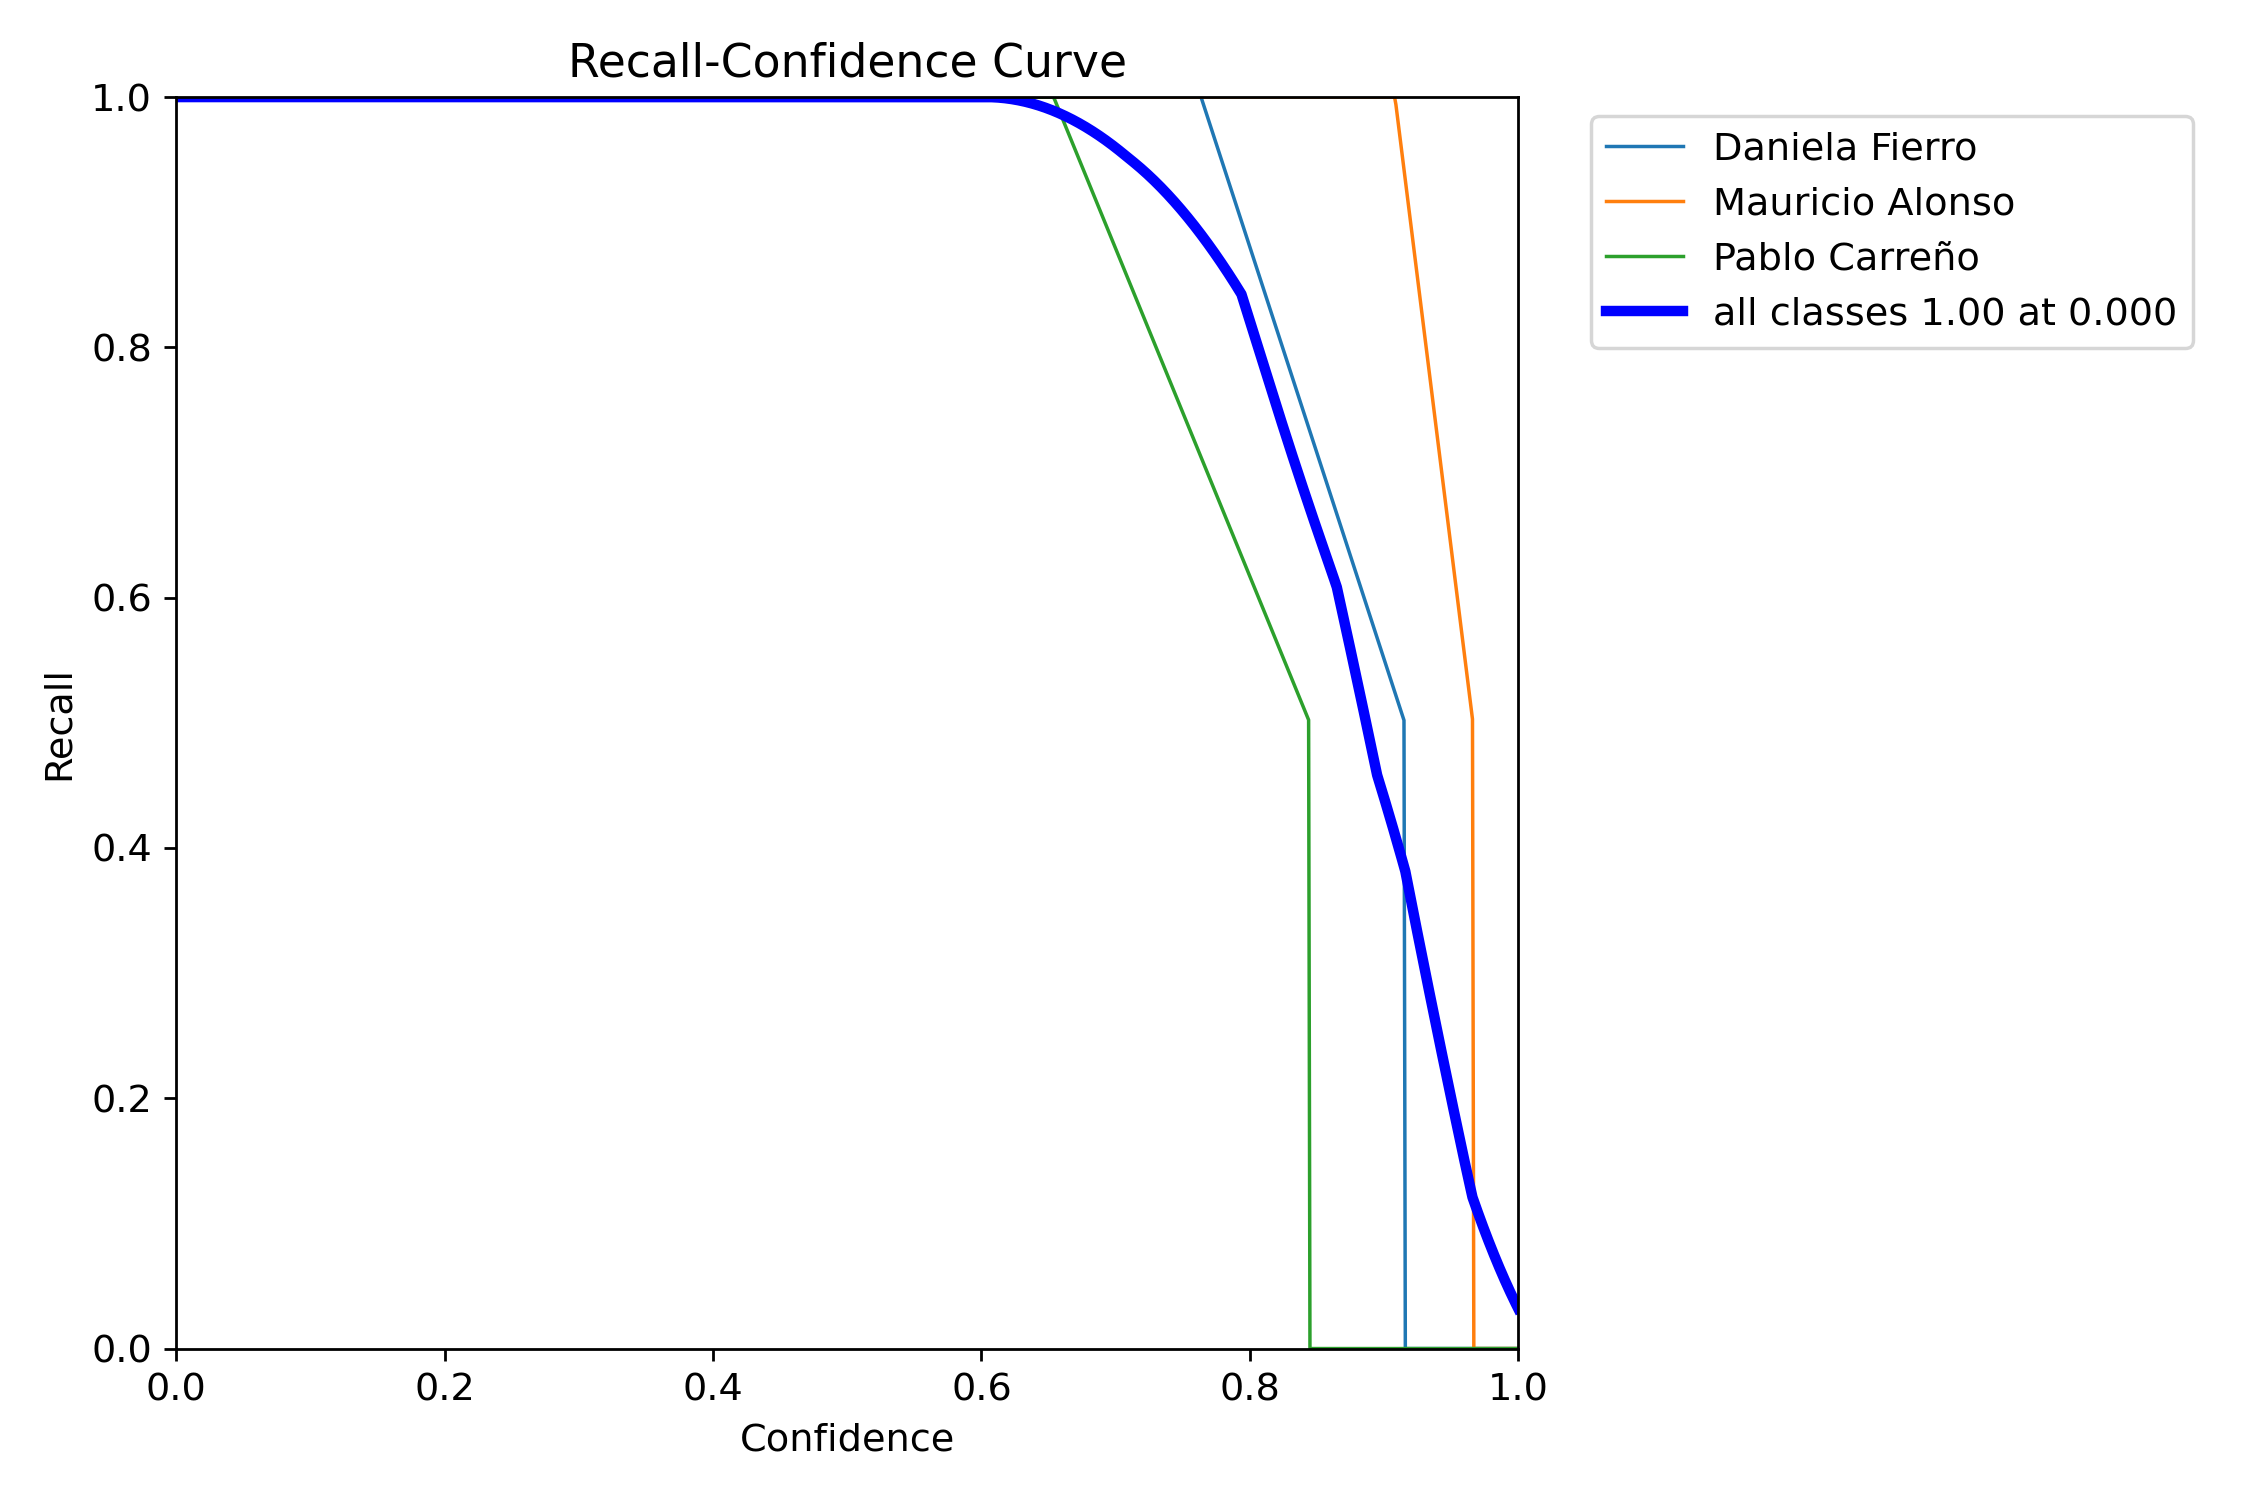 Recall-Confidence Curve
1.0
0.8
0.6
0.4
0.2
0.0
Recall
0.0 0.2 0.4 0.6 0.8 1.0
Confidence
Daniela Fierro
Mauricio Alonso
Pablo Carreño
all classes 1.00 at 0.000